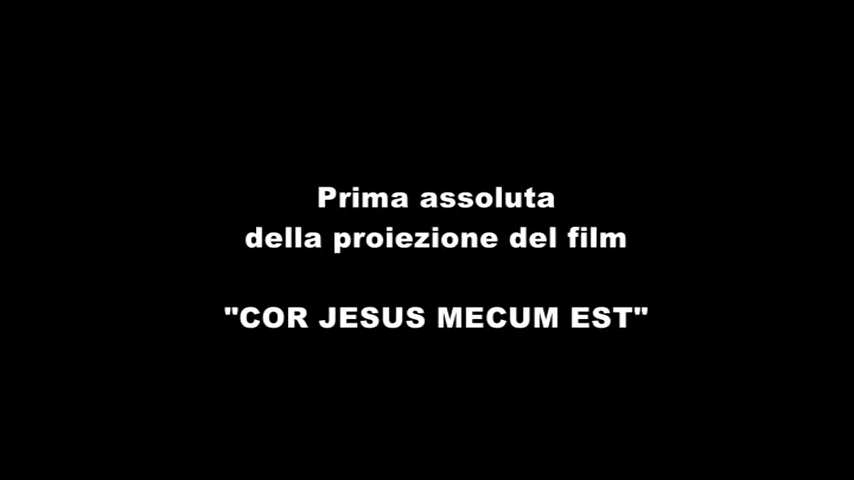 Prima assoluta
della proiezione del film
"COR JESUS MECUM EST"